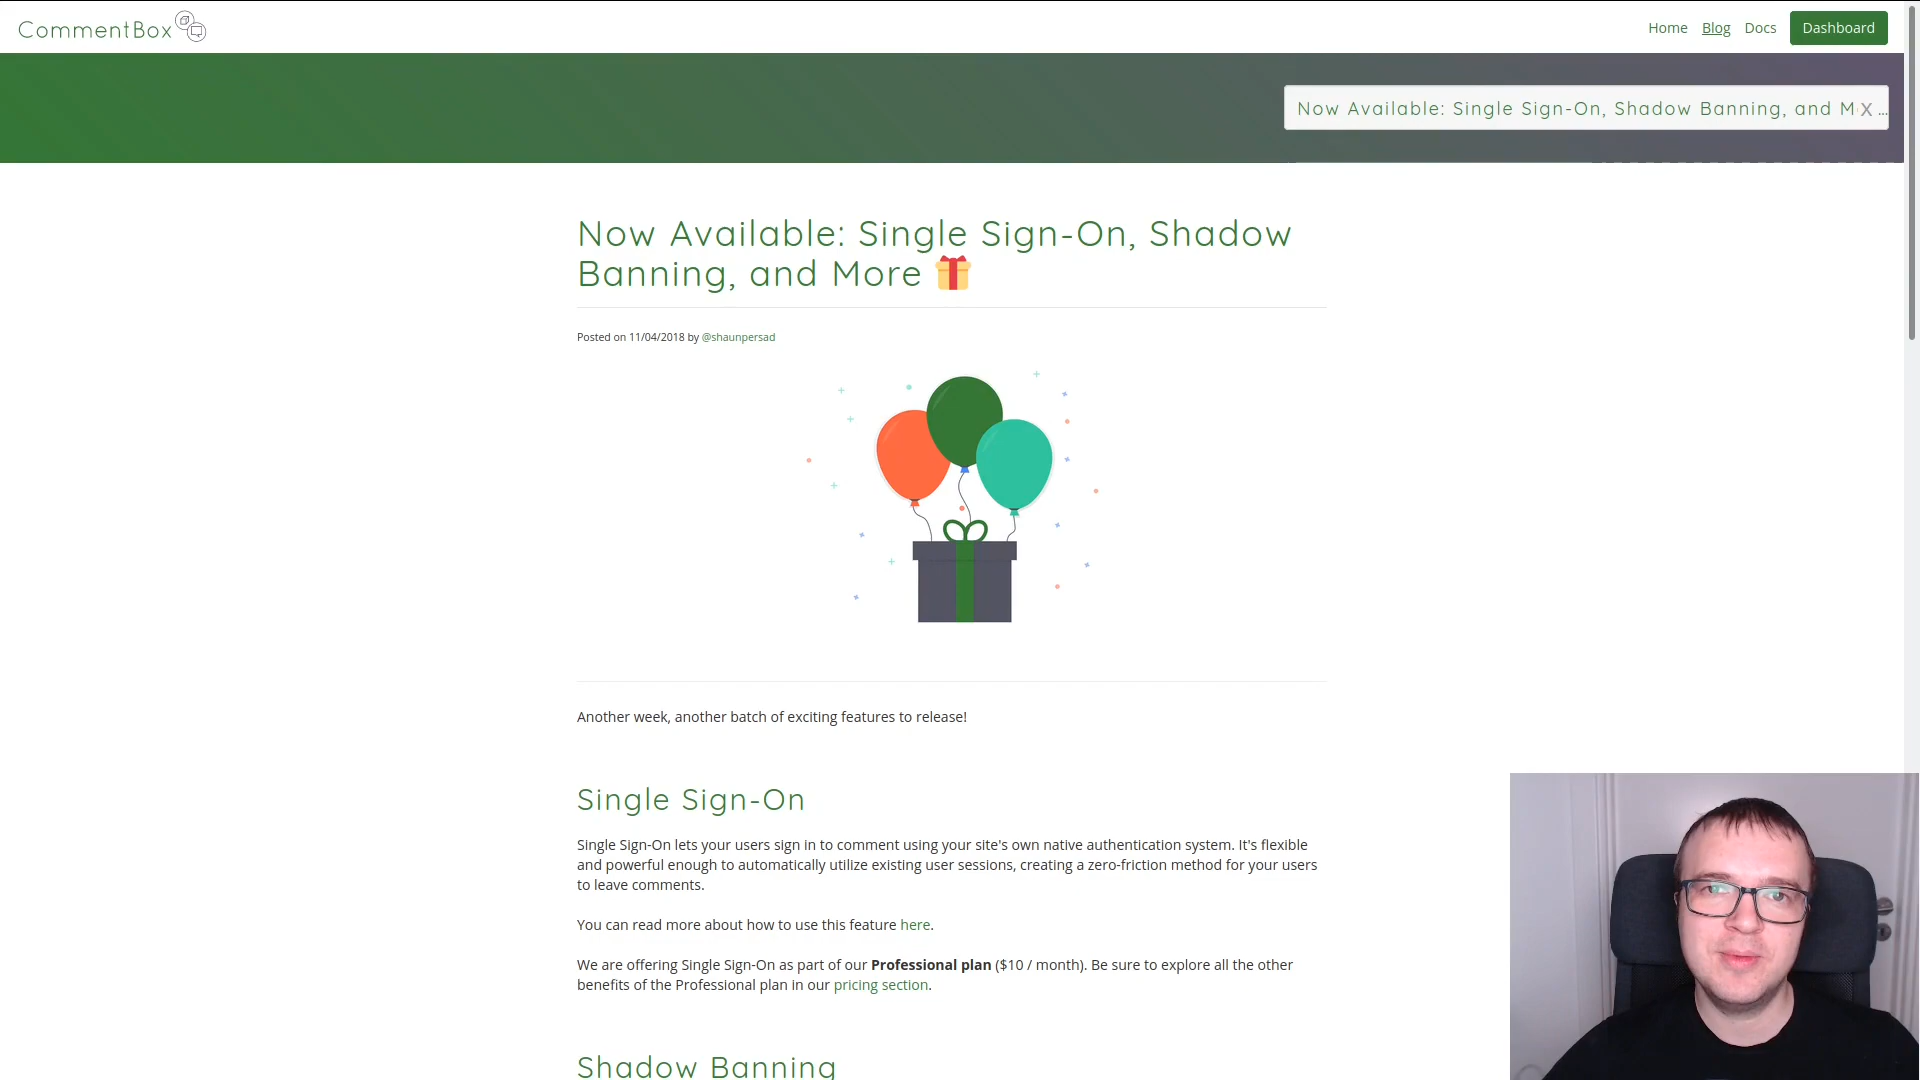 CommentBox
Home Blog Docs Dashboard
Now Available: Single Sign-On, Shadow Banning, and M X ...
Now Available: Single Sign-On, Shadow
Banning, and More
Posted on 11/04/2018 by @shaunpersad
Another week, another batch of exciting features to release!
Single Sign-On
Single Sign-On lets your users sign in to comment using your site's own native authentication system. It's flexible
and powerful enough to automatically utilize existing user sessions, creating a zero-friction method for your users
to leave comments.
You can read more about how to use this feature here.
We are offering Single Sign-On as part of our Professional plan ($10 / month). Be sure to explore all the other
benefits of the Professional plan in our pricing section.
Shadow Banning